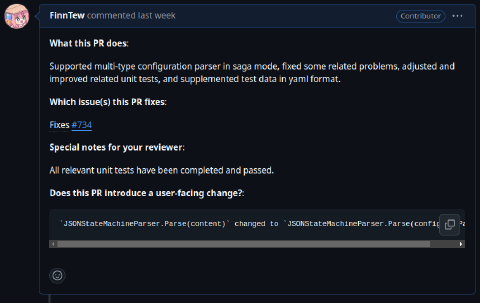 FinnTew commented last week
Contributor
What this PR does:
Supported multi-type configuration parser in saga mode, fixed some related problems, adjusted and
improved related unit tests, and supplemented test data in yaml format.
Which issue(s) this PR fixes:
Fixes #734
Special notes for your reviewer:
All relevant unit tests have been completed and passed.
Does this PR introduce a user-facing change?:
`JSONStateMachineParser.Parse(content)` changed to `JSONStateMachineParser.Parse(config